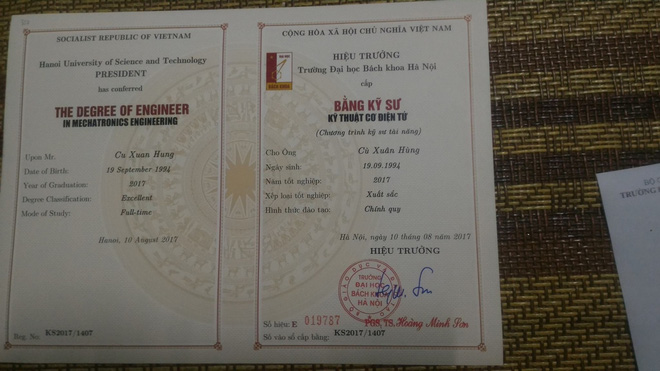 SOCIALIST REPUBLIC OF VIETNAM
Hanoi University of Science and Technology
PRESIDENT
has conferred
THE DEGREE OF ENGINEER
IN MECHATRONICS ENGINEERING
Upon Mr. Cu Xuan Hung
Date of Birth: 19 September 1994
Year of Graduation: 2017
Degree Classification: Excellent
Mode of Study: Full-time
Hanoi, 10 August 2017
Reg. No: KS2017/1407
CỘNG HÒA XÃ HỘI CHỦ NGHĨA VIỆT NAM
HIỆU TRƯỞNG
Trường Đại học Bách khoa Hà Nội
cấp
BẰNG KỸ SƯ
KỸ THUẬT CƠ ĐIỆN TỬ
(Chương trình kỹ sư tài năng)
Cho Ông Cù Xuân Hùng
Ngày sinh: 19.09.1994
Năm tốt nghiệp: 2017
Xếp loại tốt nghiệp: Xuất sắc
Hình thức đào tạo: Chính quy
Hà Nội, ngày 10 tháng 08 năm 2017
HIỆU TRƯỞNG
TRƯỜNG
ĐẠI HỌC
BÁCH KHOA
HÀ NỘI
PGS, TS. Hoàng Minh Sơn
Số hiệu: E 019787
Số vào sổ cấp bằng: KS2017/1407